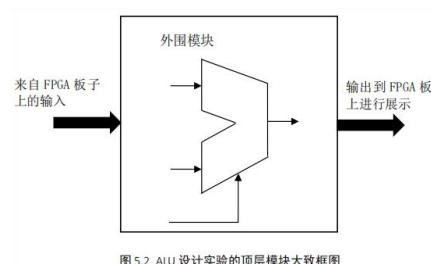 外围模块
来自 FPGA 板子
上的输入
输出到 FPGA 板
上进行展示
图 5.2 ALU 设计实验的顶层模块大致框图